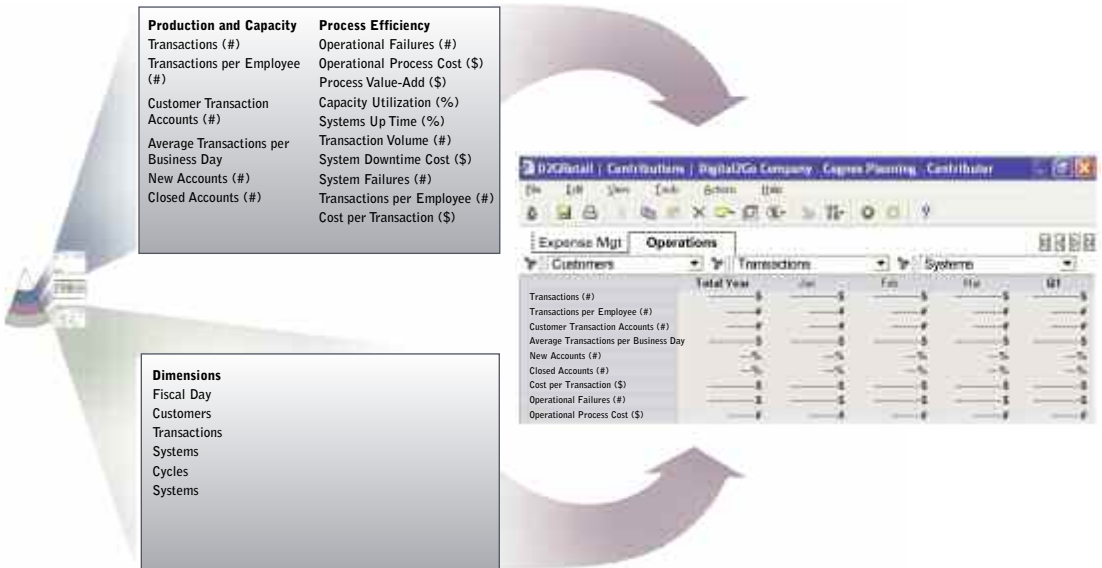 Production and Capacity
Transactions (#)
Transactions per Employee
(#)
Customer Transaction
Accounts (#)
Average Transactions per
Business Day
New Accounts (#)
Closed Accounts (#)
Process Efficiency
Operational Failures (#)
Operational Process Cost ($)
Process Value-Add ($)
Capacity Utilization (%)
Systems Up Time (%)
Transaction Volume (#)
System Downtime Cost ($)
System Failures (#)
Transactions per Employee (#)
Cost per Transaction ($)
Dimensions
Fiscal Day
Customers
Transactions
Systems
Cycles
Systems
D2GRetail | Contributions | Digital2Go Company Cognos Planning - Contributor
File Edit View Tools Actions Help
Expense Mgt Operations
Customers Transactions Systems
Total Year Jan Feb Mar Q1
Transactions (#)
Transactions per Employee (#)
Customer Transaction Accounts (#)
Average Transactions per Business Day
New Accounts (#)
Closed Accounts (#)
Cost per Transaction ($)
Operational Failures (#)
Operational Process Cost ($)